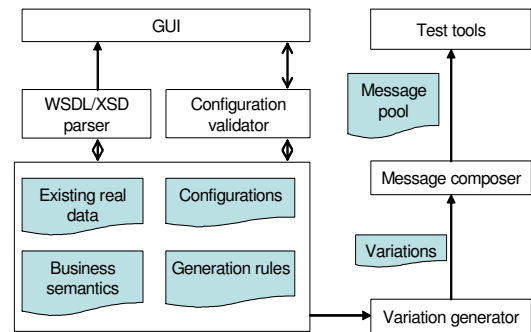 GUI
Test tools
WSDL/XSD
parser
Configuration
validator
Message
pool
Existing real
data
Configurations
Message composer
Business
semantics
Generation rules
Variations
Variation generator